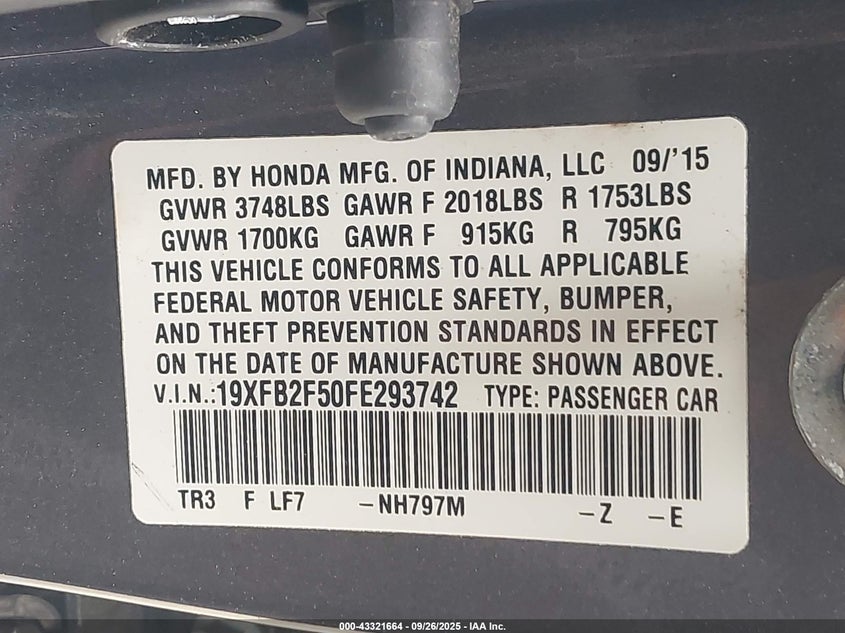 MFD. BY HONDA MFG. OF INDIANA, LLC 09/'15
GVWR 3748LBS GAWR F 2018LBS R 1753LBS
GVWR 1700KG GAWR F 915KG R 795KG
THIS VEHICLE CONFORMS TO ALL APPLICABLE
FEDERAL MOTOR VEHICLE SAFETY, BUMPER,
AND THEFT PREVENTION STANDARDS IN EFFECT
ON THE DATE OF MANUFACTURE SHOWN ABOVE.
V.I.N.:19XFB2F50FE293742 TYPE: PASSENGER CAR
TR3 F LF7 -NH797M -Z -E
000-43321664 - 09/26/2025 - IAA Inc.